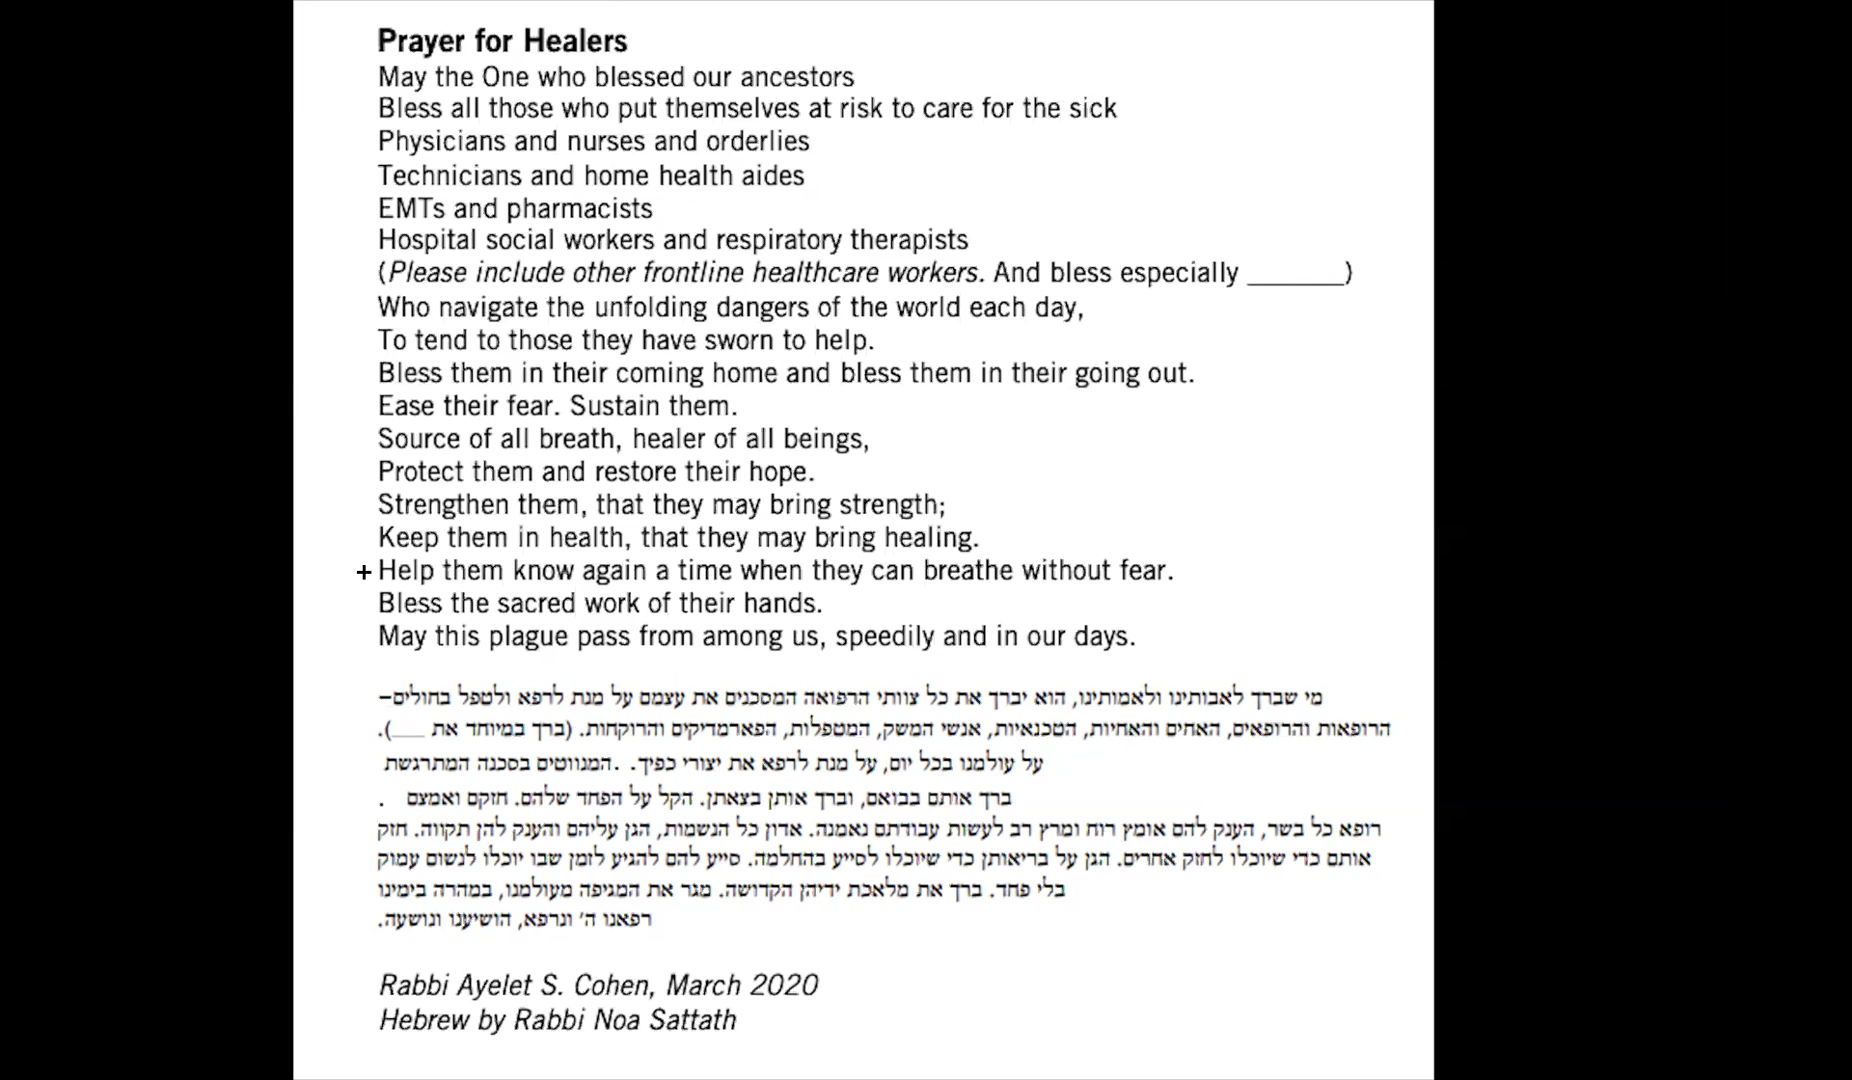 Prayer for Healers
May the One who blessed our ancestors
Bless all those who put themselves at risk to care for the sick
Physicians and nurses and orderlies
Technicians and home health aides
EMTs and pharmacists
Hospital social workers and respiratory therapists
(Please include other frontline healthcare workers. And bless especially _______)
Who navigate the unfolding dangers of the world each day,
To tend to those they have sworn to help.
Bless them in their coming home and bless them in their going out.
Ease their fear. Sustain them.
Source of all breath, healer of all beings,
Protect them and restore their hope.
Strengthen them, that they may bring strength;
Keep them in health, that they may bring healing.
+ Help them know again a time when they can breathe without fear.
Bless the sacred work of their hands.
May this plague pass from among us, speedily and in our days.
מי שברך לאבותינו ולאמותינו, הוא יברך את כל צוותי הרפואה המסכנים את עצמם על מנת לרפא ולטפל בחולים–
הרופאות והרופאים, האחים והאחיות, הטכנאיות, אנשי המשק, המטפלות, הפארמדיקים והרוקחות. (ברך במיוחד את ___).
על עולמנו בכל יום, על מנת לרפא את יצורי כפיך. .המנווטים בסכנה המתרגשת
ברך אותם בבואם, וברך אותן בצאתן. הקל על הפחד שלהם. חזקם ואמצם .
רופא כל בשר, הענק להם אומץ רוח ומרץ רב לעשות עבודתם נאמנה. אדון כל הנשמות, הגן עליהם והענק להן תקווה. חזק
אותם כדי שיוכלו לחזק אחרים. הגן על בריאותן כדי שיוכלו לסייע בהחלמה. סייע להם להגיע לזמן שבו יוכלו לנשום עמוק
בלי פחד. ברך את מלאכת ידיהן הקדושה. מגר את המגיפה מעולמנו, במהרה בימינו
רפאנו ה' ונרפא, הושיענו ונושעה.
Rabbi Ayelet S. Cohen, March 2020
Hebrew by Rabbi Noa Sattath